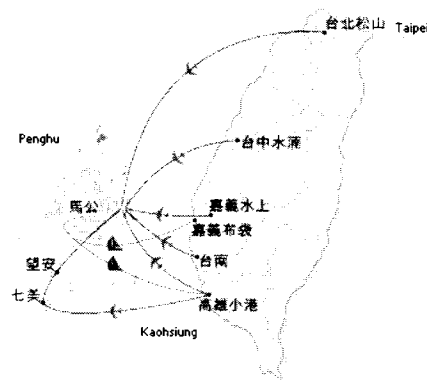 台北松山
Taipei
Penghu
台中水湳
馬公
嘉義水上
嘉義布袋
望安
台南
七美
高雄小港
Kaohsiung